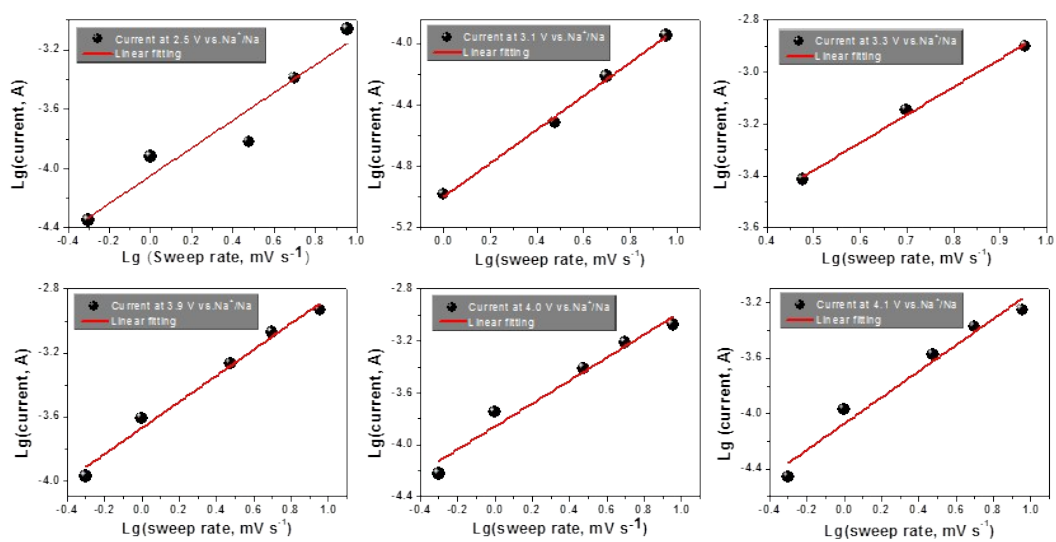 Current at 2.5 V vs.Na+/Na
Linear fitting
-3.2
-3.6
-4.0
-4.4
Lg(current, A)
-0.4 -0.2 0.0 0.2 0.4 0.6 0.8 1.0
Lg (Sweep rate, mV s-1)
Current at 3.1 V vs.Na+/Na
Linear fitting
-4.0
-4.4
-4.8
-5.2
Lg(current, A)
0.0 0.2 0.4 0.6 0.8 1.0
Lg(sweep rate, mV s-1)
Current at 3.3 V vs.Na+/Na
Linear fitting
-2.8
-3.0
-3.2
-3.4
-3.6
Lg(current, A)
0.4 0.5 0.6 0.7 0.8 0.9 1.0
Lg(sweep rate, mV s-1)
Current at 3.9 V vs.Na+/Na
Linear fitting
-2.8
-3.2
-3.6
-4.0
Lg(current, A)
-0.4 -0.2 0.0 0.2 0.4 0.6 0.8 1.0
Lg(sweep rate, mV s-1)
Current at 4.0 V vs.Na+/Na
Linear fitting
-2.8
-3.2
-3.6
-4.0
-4.4
Lg(current, A)
-0.4 -0.2 0.0 0.2 0.4 0.6 0.8 1.0
Lg(sweep rate, mV s-1)
Current at 4.1 V vs.Na+/Na
Linear fitting
-3.2
-3.6
-4.0
-4.4
Lg (current, A)
-0.4 -0.2 0.0 0.2 0.4 0.6 0.8 1.0
Lg(sweep rate, mV s-1)